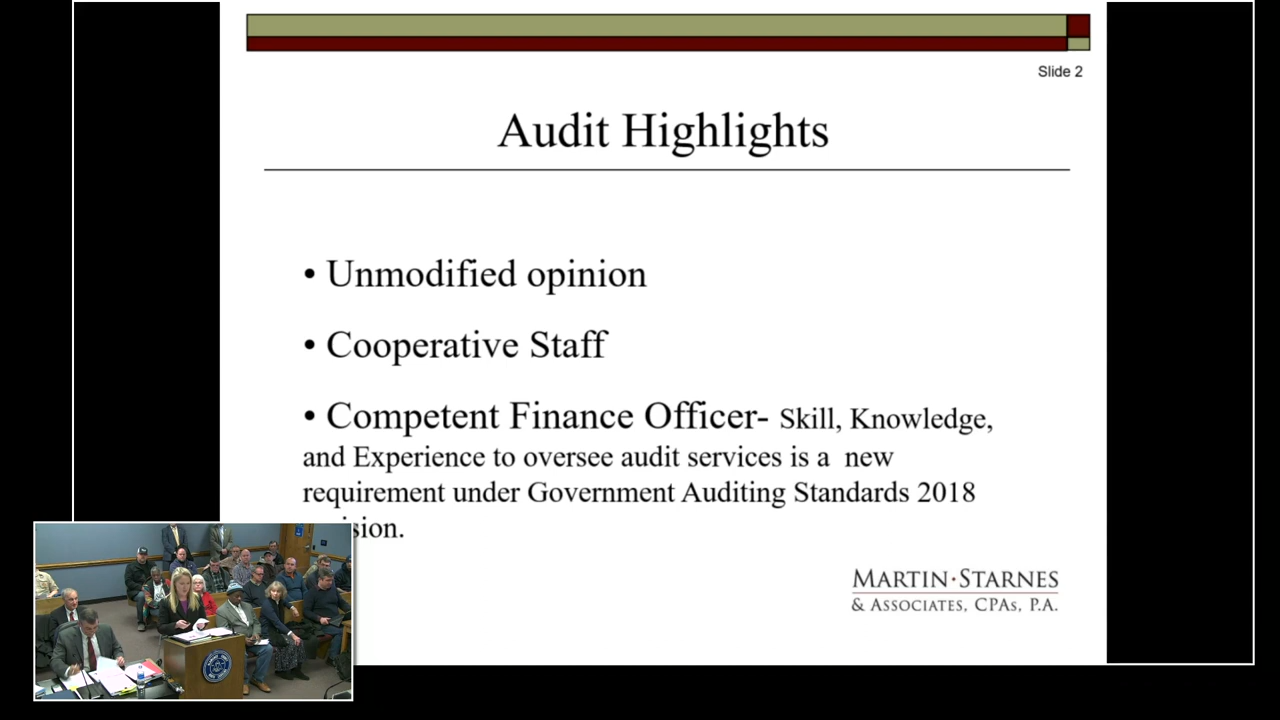 Slide 2
Audit Highlights
• Unmodified opinion
• Cooperative Staff
• Competent Finance Officer- Skill, Knowledge,
and Experience to oversee audit services is a new
requirement under Government Auditing Standards 2018
sion.
MARTIN·STARNES
& ASSOCIATES, CPAS, P.A.